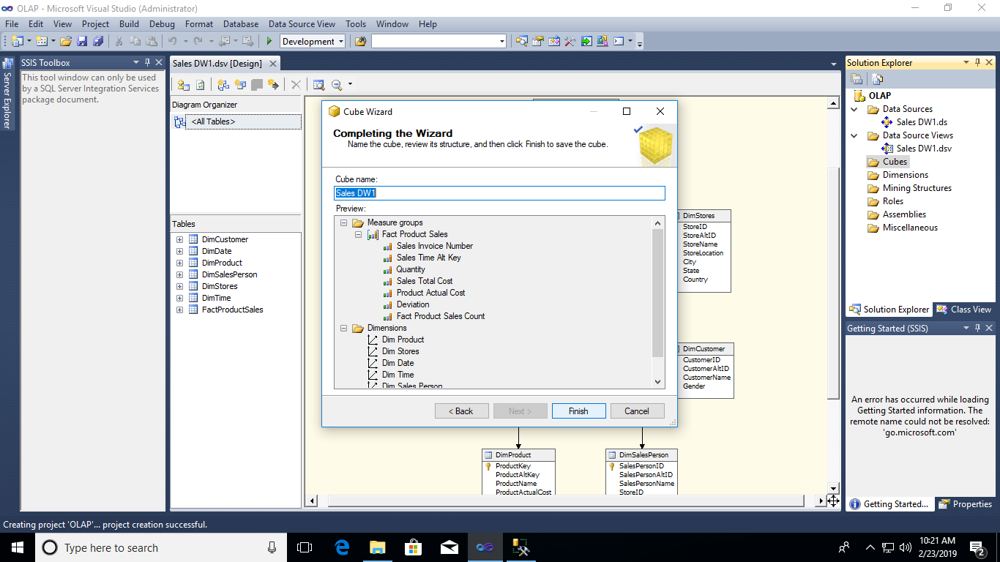 OLAP - Microsoft Visual Studio (Administrator)
File Edit View Project Build Debug Format Database Data Source View Tools Window Help
Development
Server Explorer
SSIS Toolbox
This tool window can only be used
by a SQL Server Integration Services
package document.
Sales DW1.dsv [Design]
Diagram Organizer
<All Tables>
Tables
DimCustomer
DimDate
DimProduct
DimSalesPerson
DimStores
DimTime
FactProductSales
Cube Wizard
Completing the Wizard
Name the cube, review its structure, and then click Finish to save the cube.
Cube name:
Sales DW1
Preview:
Measure groups
Fact Product Sales
Sales Invoice Number
Sales Time Alt Key
Quantity
Sales Total Cost
Product Actual Cost
Deviation
Fact Product Sales Count
Dimensions
Dim Product
Dim Stores
Dim Date
Dim Time
Dim Sales Person
< Back
Next >
Finish
Cancel
DimStores
StoreID
StoreAltID
StoreName
StoreLocation
City
State
Country
DimCustomer
CustomerID
CustomerAltID
CustomerName
Gender
DimProduct
ProductKey
ProductAltKey
ProductName
ProductActualCost
DimSalesPerson
SalesPersonID
SalesPersonAltID
SalesPersonName
StoreID
Solution Explorer
OLAP
Data Sources
Sales DW1.ds
Data Source Views
Sales DW1.dsv
Cubes
Dimensions
Mining Structures
Roles
Assemblies
Miscellaneous
Solution Explorer
Class View
Getting Started (SSIS)
An error has occurred while loading
Getting Started information. The
remote name could not be resolved:
'go.microsoft.com'
Getting Started...
Properties
Creating project 'OLAP'... project creation successful.
Type here to search
10:21 AM
2/23/2019
2